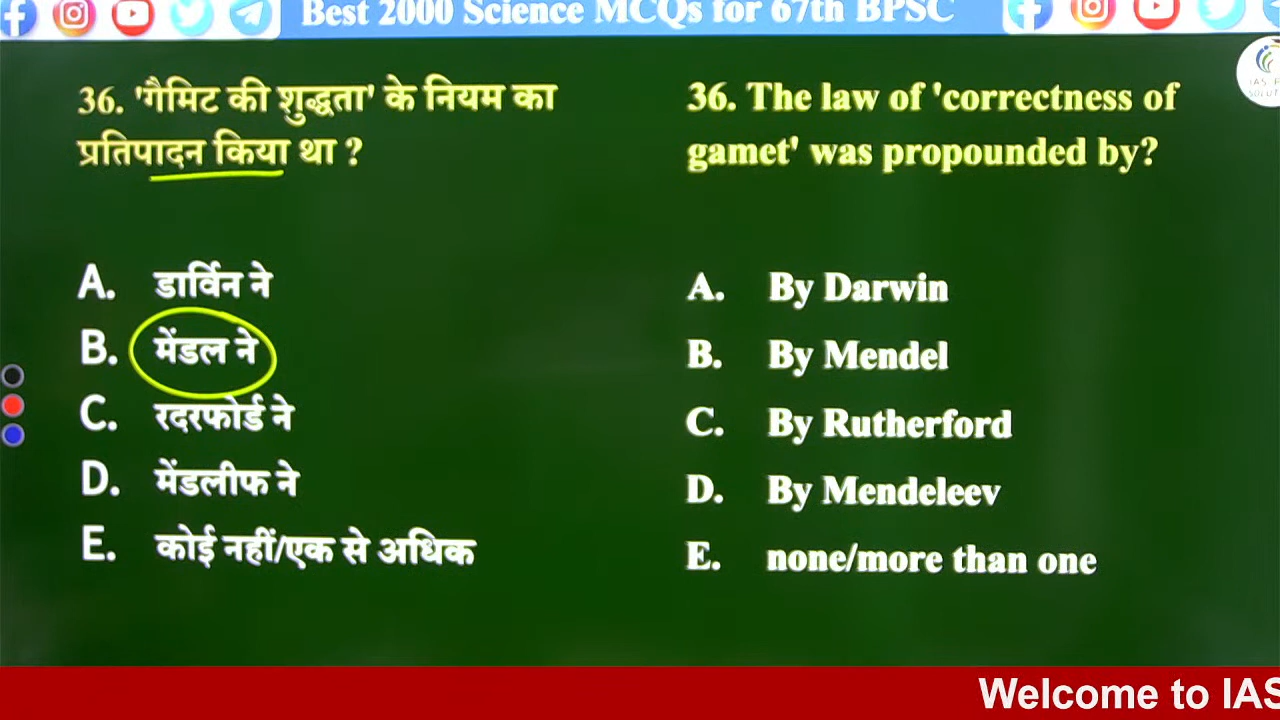 Best 2000 Science MCQs for 67th BPSC
36. 'गैमिट की शुद्धता' के नियम का
प्रतिपादन किया था ?
A. डार्विन ने
B. मेंडल ने
C. रदरफोर्ड ने
D. मेंडलीफ ने
E. कोई नहीं/एक से अधिक
36. The law of 'correctness of
gamet' was propounded by?
A. By Darwin
B. By Mendel
C. By Rutherford
D. By Mendeleev
E. none/more than one
Welcome to IAS